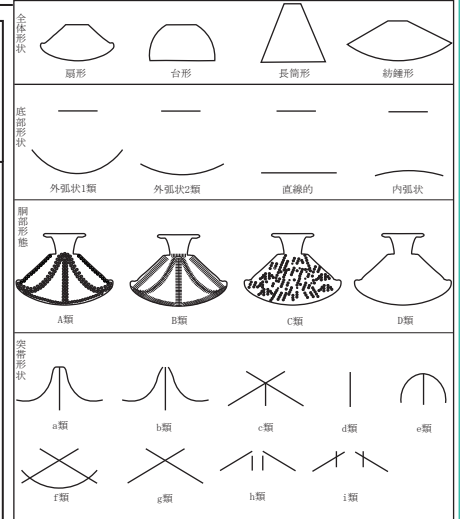 全体形状
扇形 台形 長筒形 紡錘形
底部形状
外弧状1類 外弧状2類 直線的 内弧状
胴部形態
A類 B類 C類 D類
突帯形状
a類 b類 c類 d類 e類
f類 g類 h類 i類